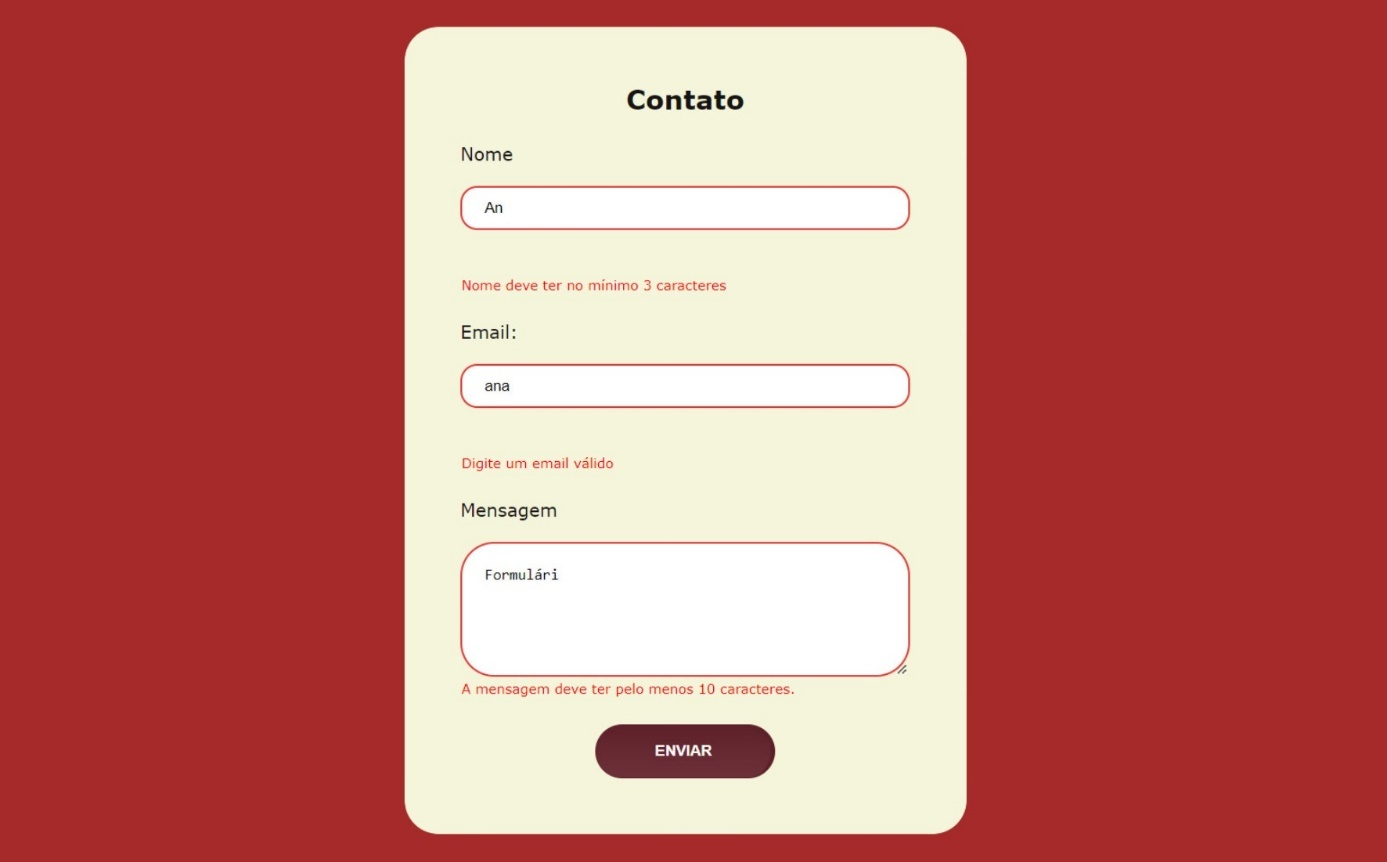 Contato
Nome
An
Nome deve ter no mínimo 3 caracteres
Email:
ana
Digite um email válido
Mensagem
Formulári
A mensagem deve ter pelo menos 10 caracteres.
ENVIAR